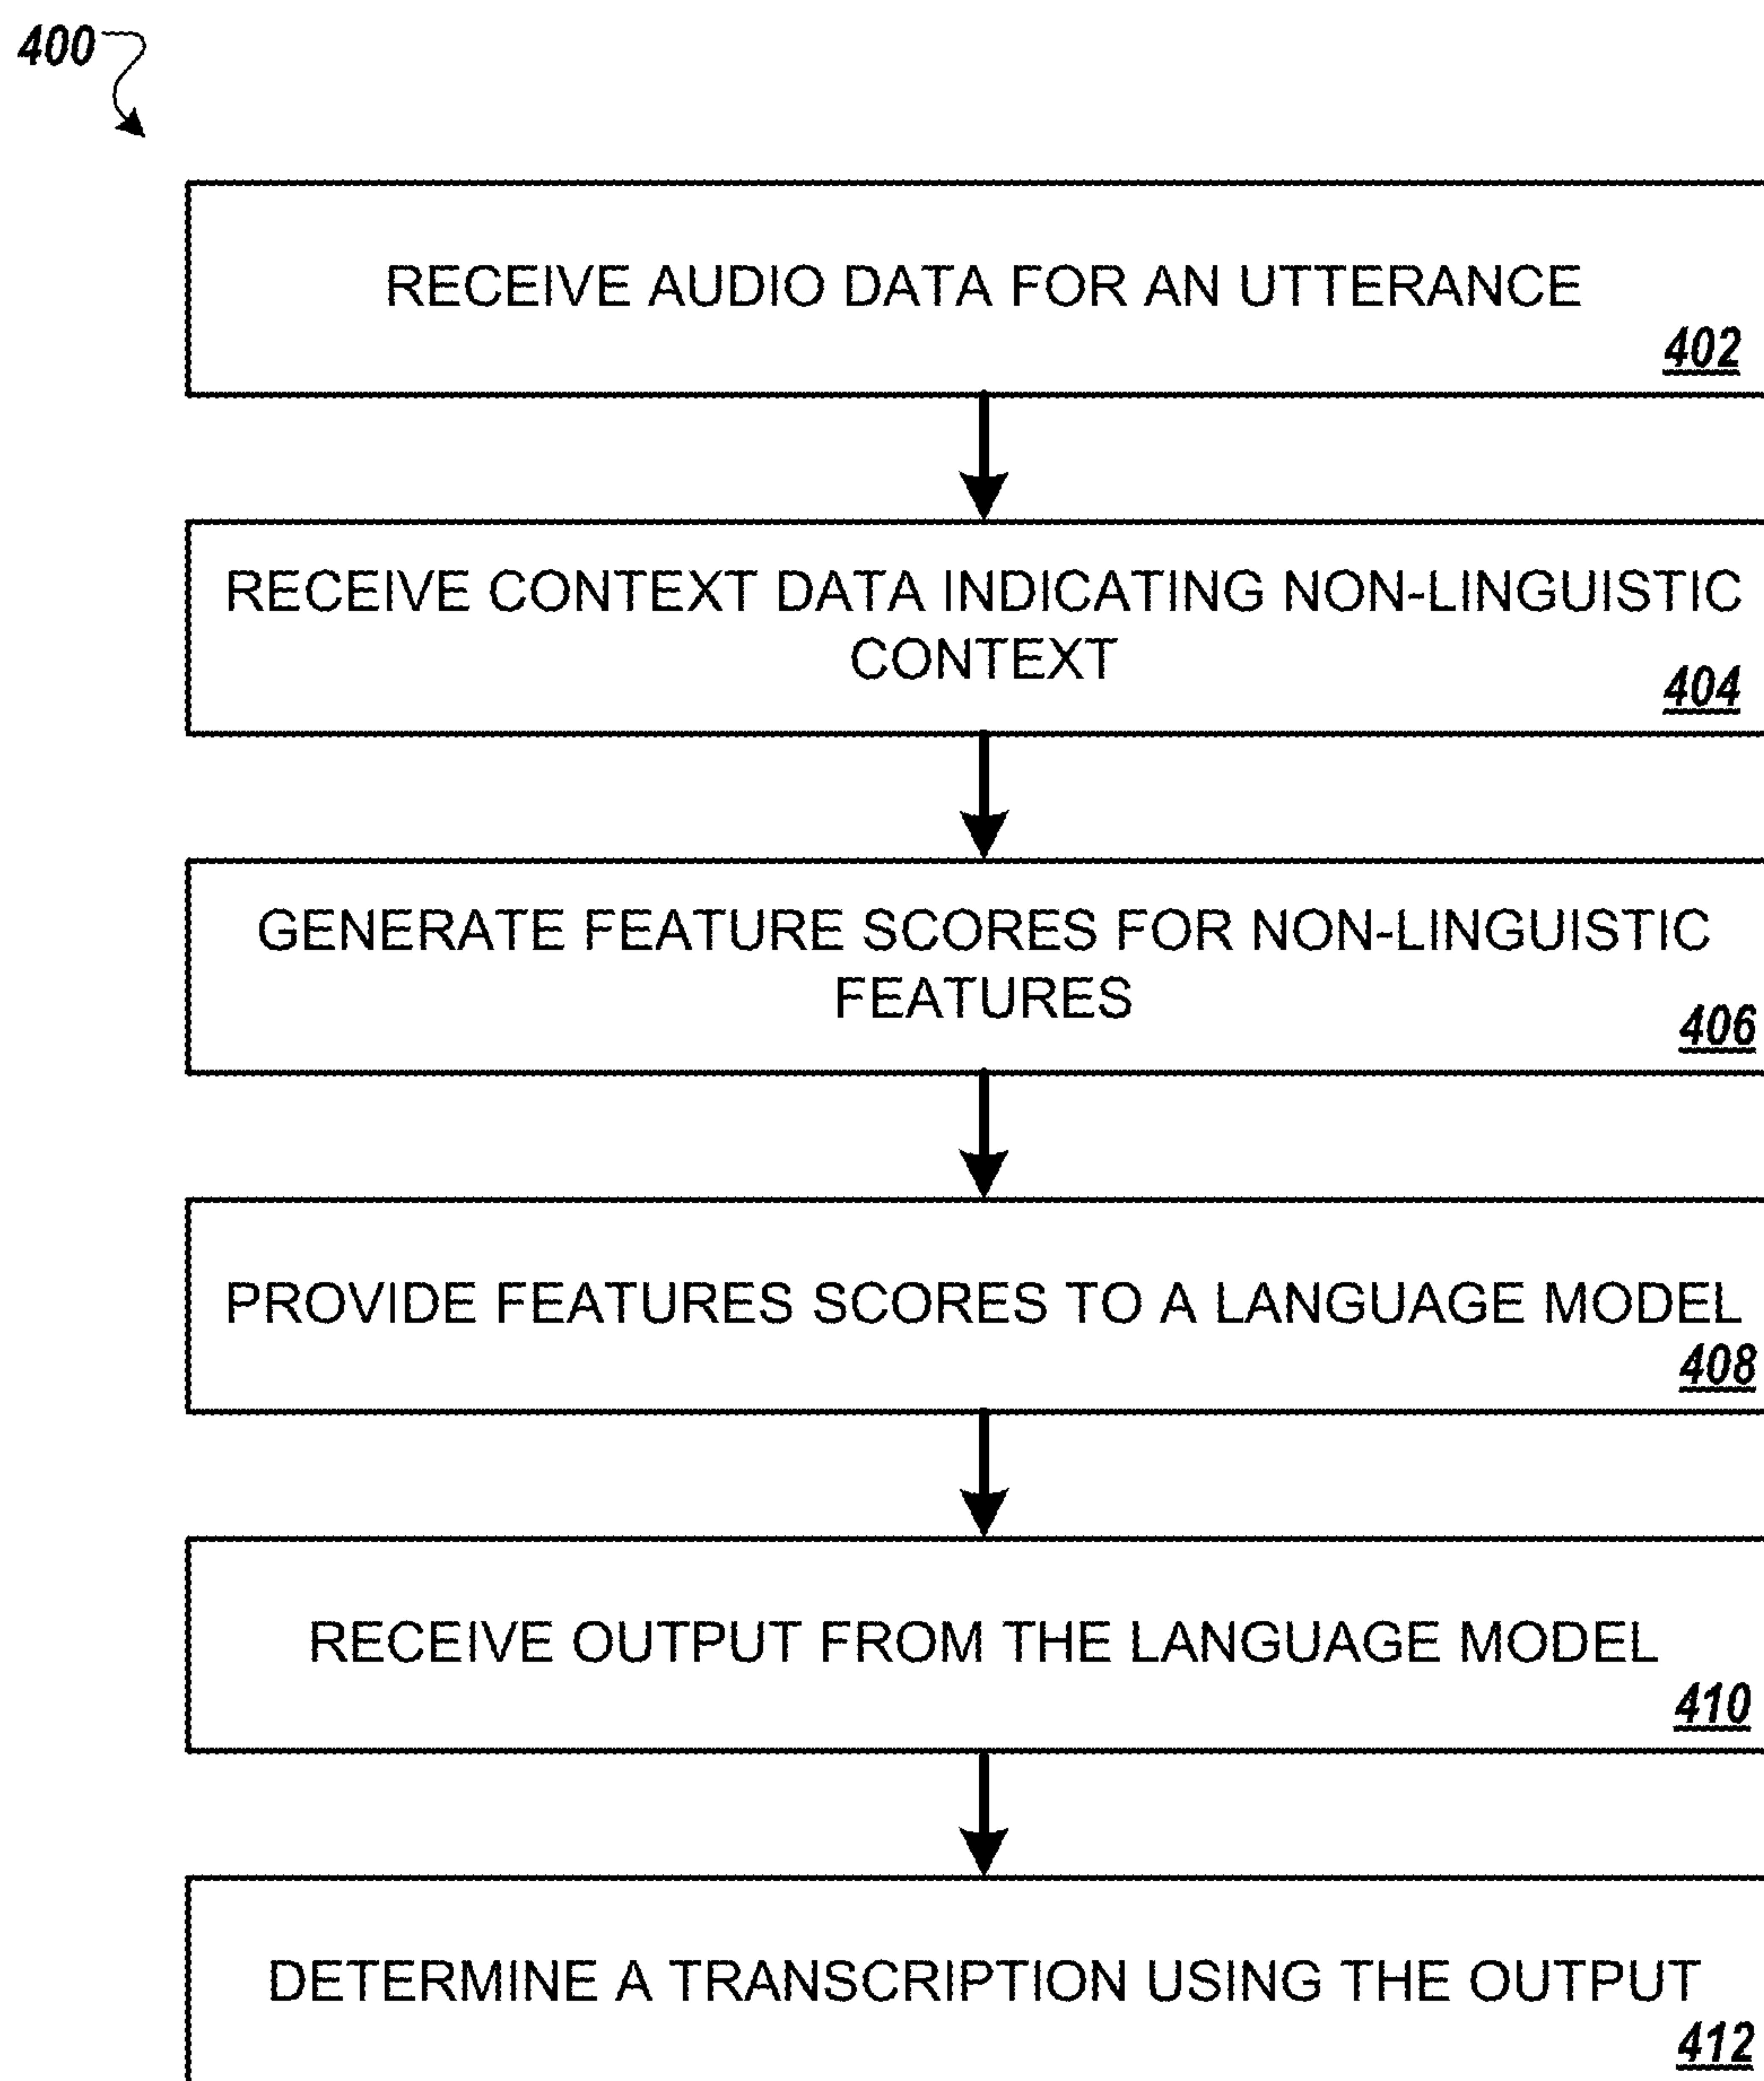 400
RECEIVE AUDIO DATA FOR AN UTTERANCE
402
RECEIVE CONTEXT DATA INDICATING NON-LINGUISTIC
CONTEXT
404
GENERATE FEATURE SCORES FOR NON-LINGUISTIC
FEATURES
406
PROVIDE FEATURES SCORES TO A LANGUAGE MODEL
408
RECEIVE OUTPUT FROM THE LANGUAGE MODEL
410
DETERMINE A TRANSCRIPTION USING THE OUTPUT
412